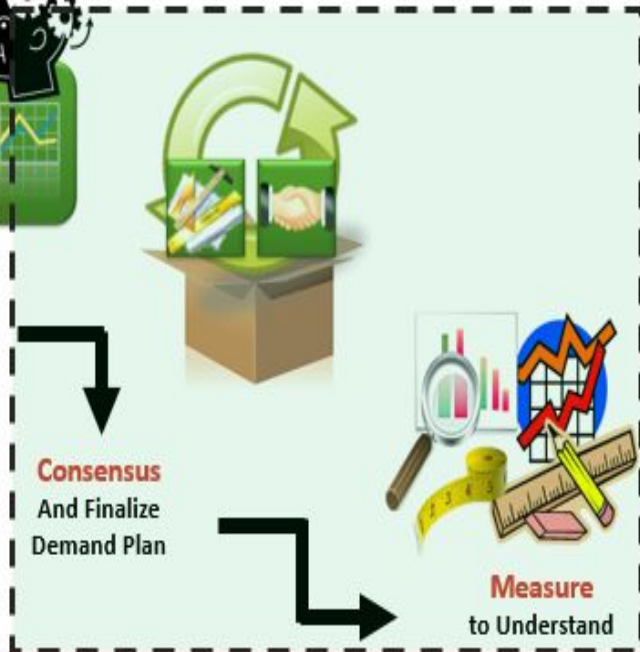 Consensus
And Finalize
Demand Plan
Measure
to Understand